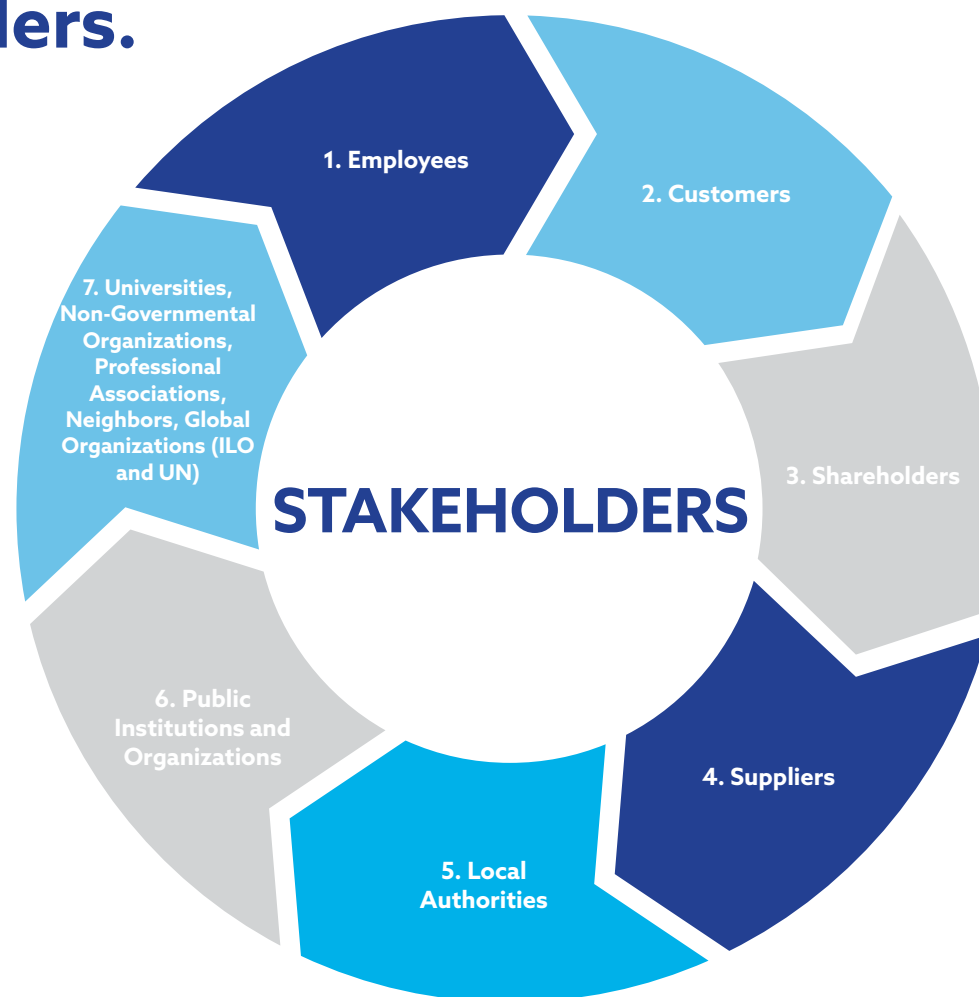 ders.
1. Employees
2. Customers
3. Shareholders
4. Suppliers
5. Local
Authorities
6. Public
Institutions and
Organizations
7. Universities,
Non-Governmental
Organizations,
Professional
Associations,
Neighbors, Global
Organizations (ILO
and UN)
STAKEHOLDERS